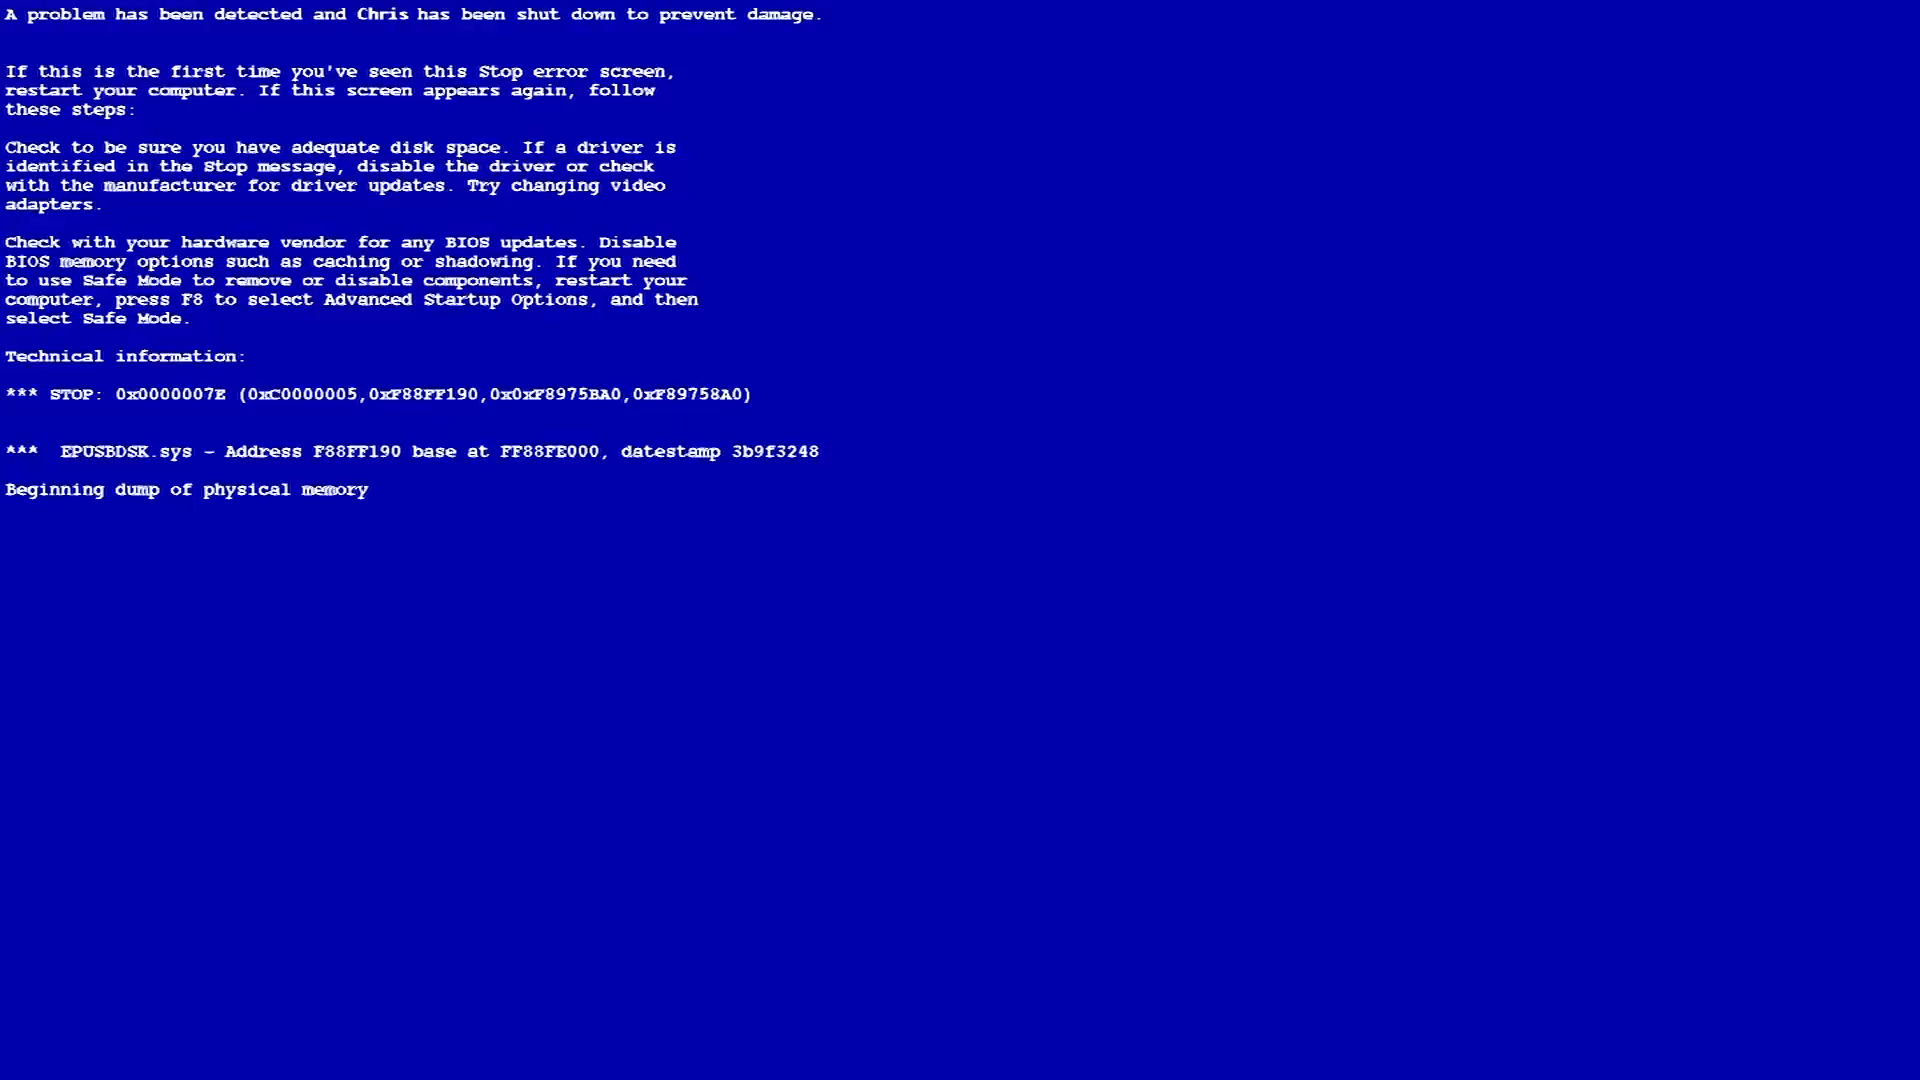 A problem has been detected and Chris has been shut down to prevent damage.
If this is the first time you've seen this Stop error screen,
restart your computer. If this screen appears again, follow
these steps:
Check to be sure you have adequate disk space. If a driver is
identified in the Stop message, disable the driver or check
with the manufacturer for driver updates. Try changing video
adapters.
Check with your hardware vendor for any BIOS updates. Disable
BIOS memory options such as caching or shadowing. If you need
to use Safe Mode to remove or disable components, restart your
computer, press F8 to select Advanced Startup Options, and then
select Safe Mode.
Technical information:
*** STOP: 0x0000007E (0xC0000005,0xF88FF190,0x0xF8975BA0,0xF89758A0)
***  EPUSBDSK.sys – Address F88FF190 base at FF88FE000, datestamp 3b9f3248
Beginning dump of physical memory